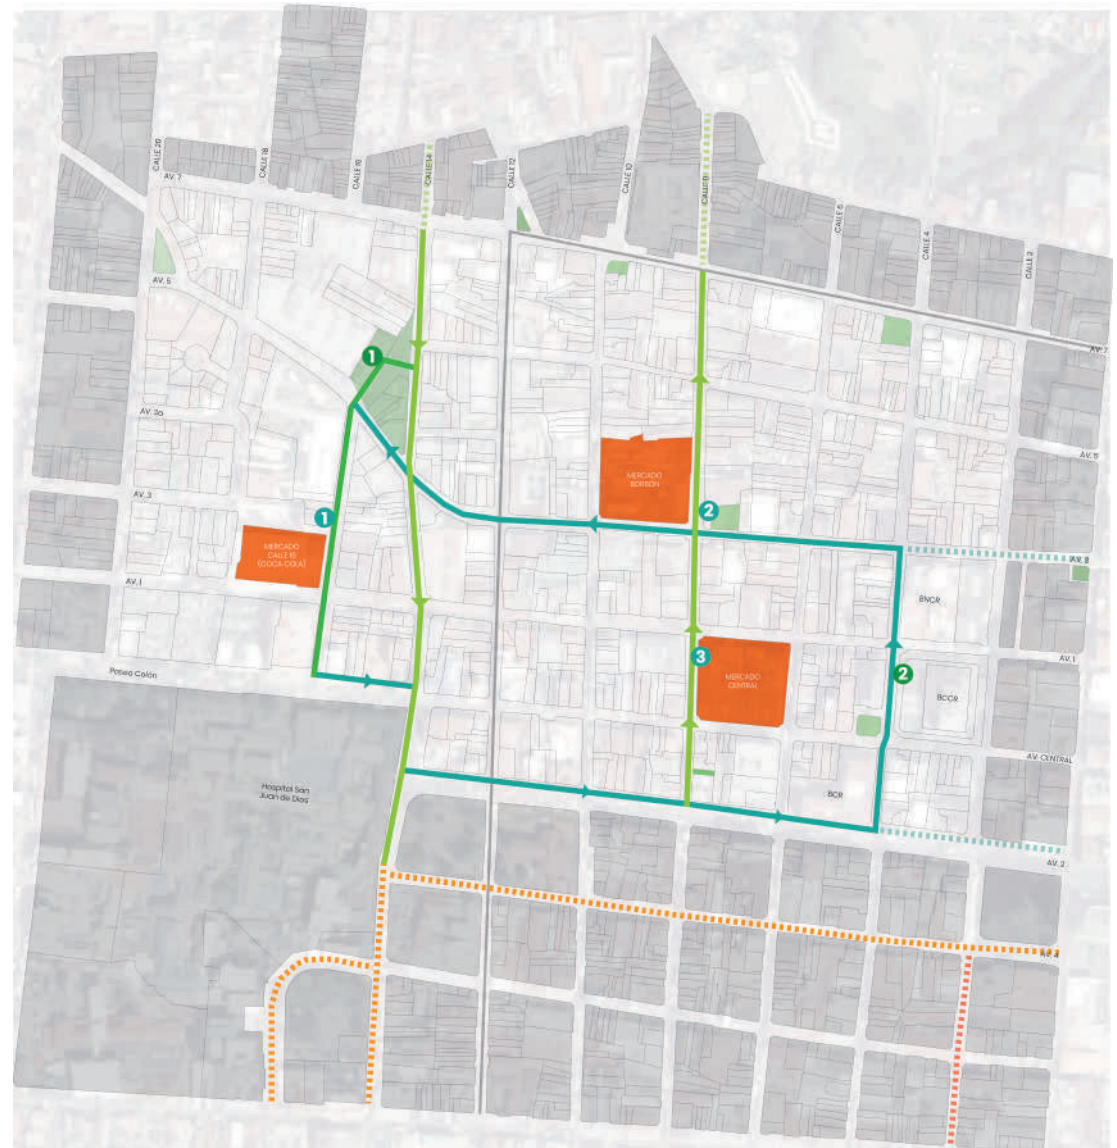 CALLE 20
CALLE 18
CALLE 16
CALLE 14
CALLE 12
CALLE 10
CALLE 8
CALLE 6
CALLE 4
CALLE 2
AV. 7
AV. 5
AV. 7
1
AV. 3a
AV. 5
MERCADO
BORBÓN
AV. 3
1
2
MERCADO
CALLE 16
(COCA-COLA)
AV. 1
BNCR
3
MERCADO
CENTRAL
AV. 1
Paseo Colón
2
BCCR
AV. CENTRAL
Hospital San
Juan de Dios
BCR
AV. 2
AV. 4